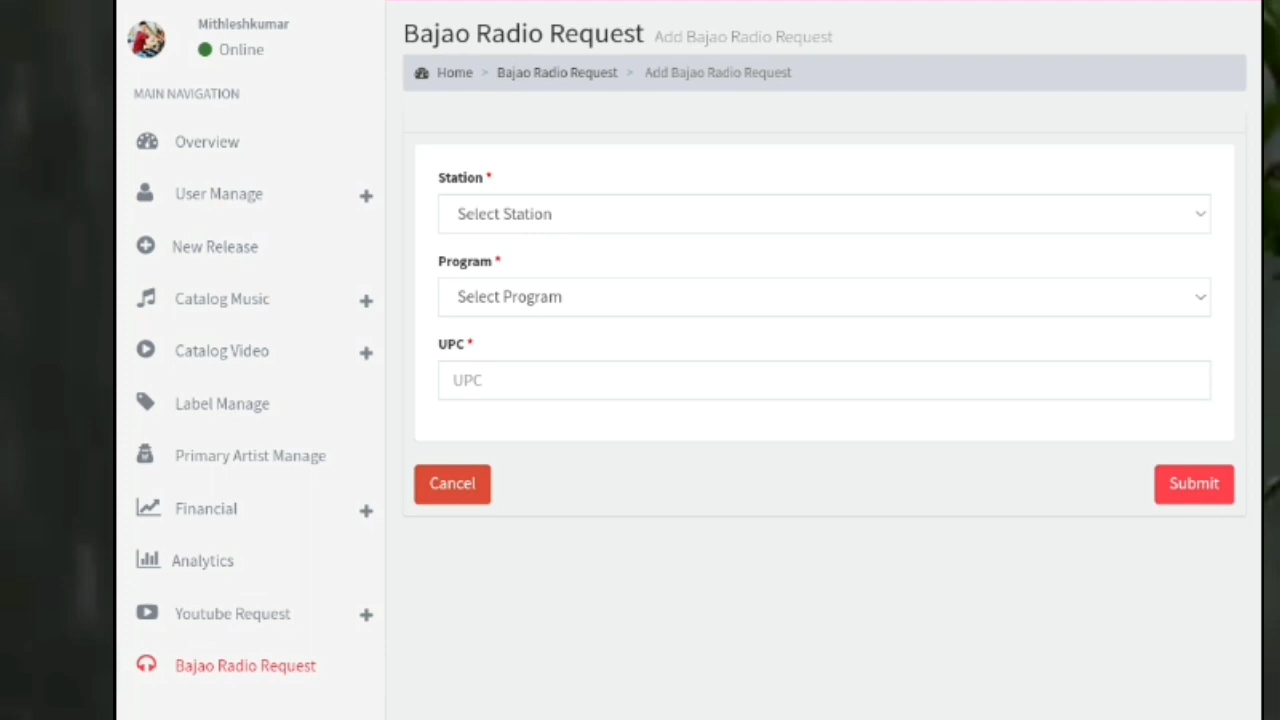 Mithleshkumar
Online
MAIN NAVIGATION
Overview
User Manage
New Release
Catalog Music
Catalog Video
Label Manage
Primary Artist Manage
Financial
Analytics
Youtube Request
Bajao Radio Request
Bajao Radio Request Add Bajao Radio Request
Home > Bajao Radio Request > Add Bajao Radio Request
Station *
Select Station
Program *
Select Program
UPC *
UPC
Cancel
Submit